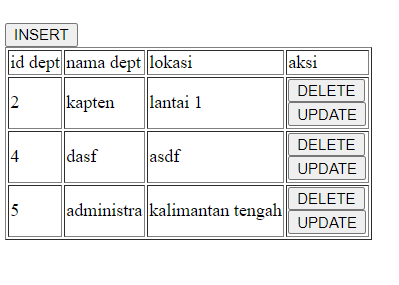 INSERT
id dept nama dept lokasi aksi
2 kapten lantai 1 DELETE
UPDATE
4 dasf asdf DELETE
UPDATE
5 administra kalimantan tengah DELETE
UPDATE